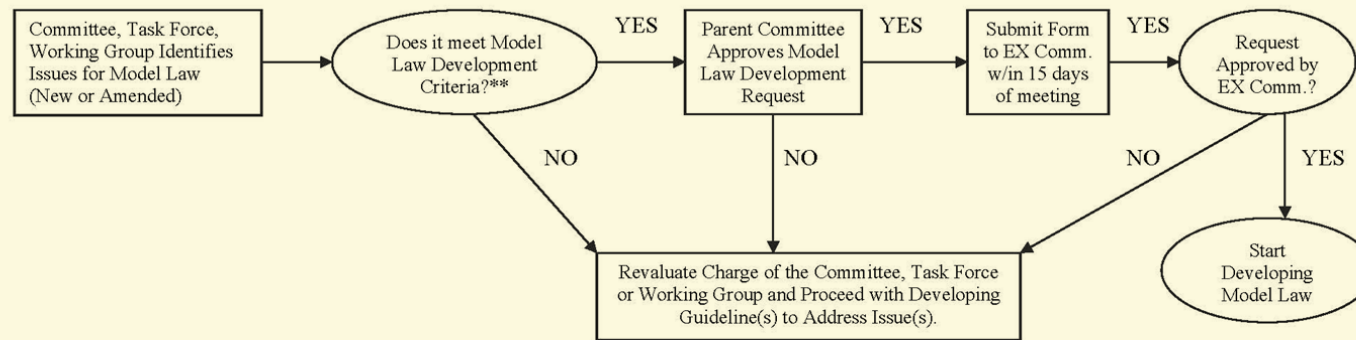 Committee, Task Force,
Working Group Identifies
Issues for Model Law
(New or Amended)
Does it meet Model
Law Development
Criteria?**
YES
Parent Committee
Approves Model
Law Development
Request
YES
Submit Form
to EX Comm.
w/in 15 days
of meeting
YES
Request
Approved by
EX Comm.?
NO
NO
NO
YES
Revaluate Charge of the Committee, Task Force
or Working Group and Proceed with Developing
Guideline(s) to Address Issue(s).
Start
Developing
Model Law